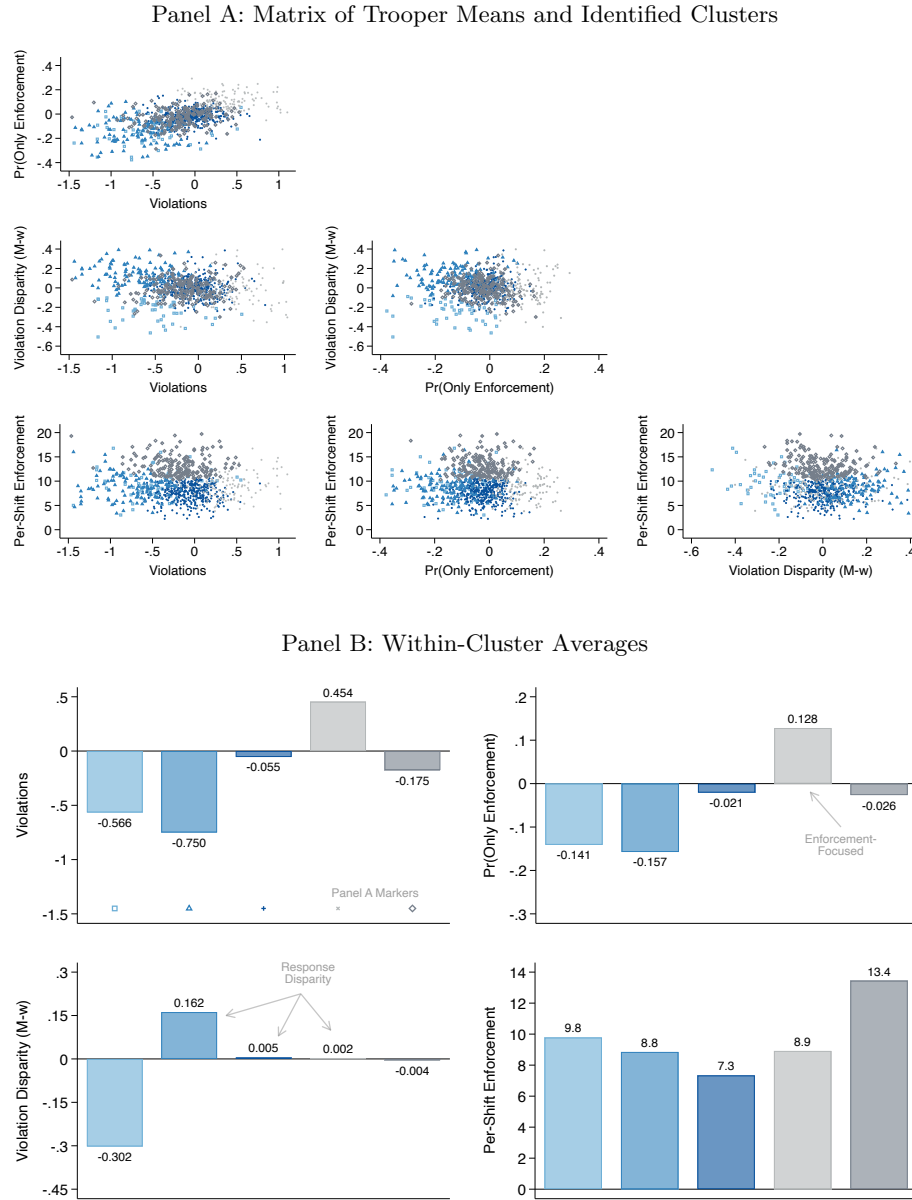 Panel A: Matrix of Trooper Means and Identified Clusters
Pr(Only Enforcement)
.4
.2
0
-.2
-.4
-1.5 -1 -.5 0 .5 1
Violations
Violation Disparity (M-w)
.4
.2
0
-.2
-.4
-.6
-1.5 -1 -.5 0 .5 1
Violations
Violation Disparity (M-w)
.4
.2
0
-.2
-.4
-.6
-.4 -.2 0 .2 .4
Pr(Only Enforcement)
Per-Shift Enforcement
20
15
10
5
0
-1.5 -1 -.5 0 .5 1
Violations
Per-Shift Enforcement
20
15
10
5
0
-.4 -.2 0 .2 .4
Pr(Only Enforcement)
Per-Shift Enforcement
20
15
10
5
0
-.6 -.4 -.2 0 .2 .4
Violation Disparity (M-w)
Panel B: Within-Cluster Averages
Violations
.5
0
-.5
-1
-1.5
-0.566
-0.750
-0.055
0.454
-0.175
Panel A Markers
Pr(Only Enforcement)
.2
.1
0
-.1
-.2
-.3
-0.141
-0.157
-0.021
0.128
-0.026
Enforcement-
Focused
Violation Disparity (M-w)
.3
.15
0
-.15
-.3
-.45
-0.302
0.162
0.005
0.002
-0.004
Response
Disparity
Per-Shift Enforcement
14
12
10
8
6
4
2
0
9.8
8.8
7.3
8.9
13.4